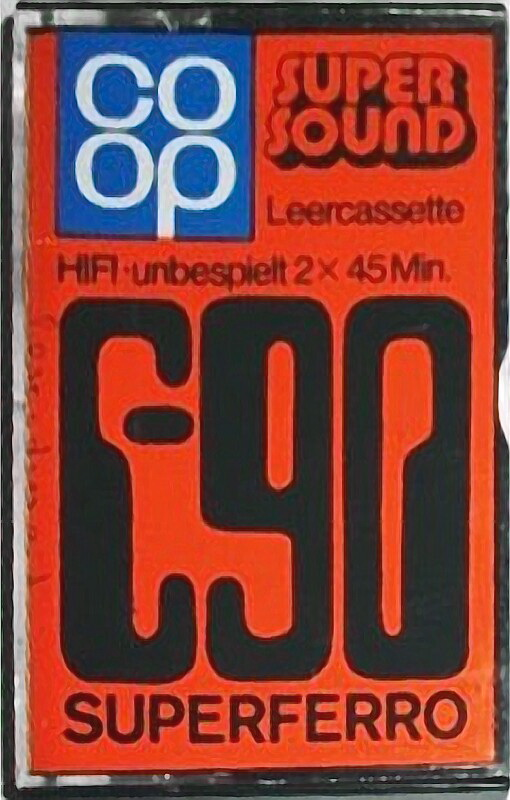 co
op
SUPER
SOUND
Leercassette
HIFI·unbespielt 2× 45 Min.
C-90
SUPERFERRO